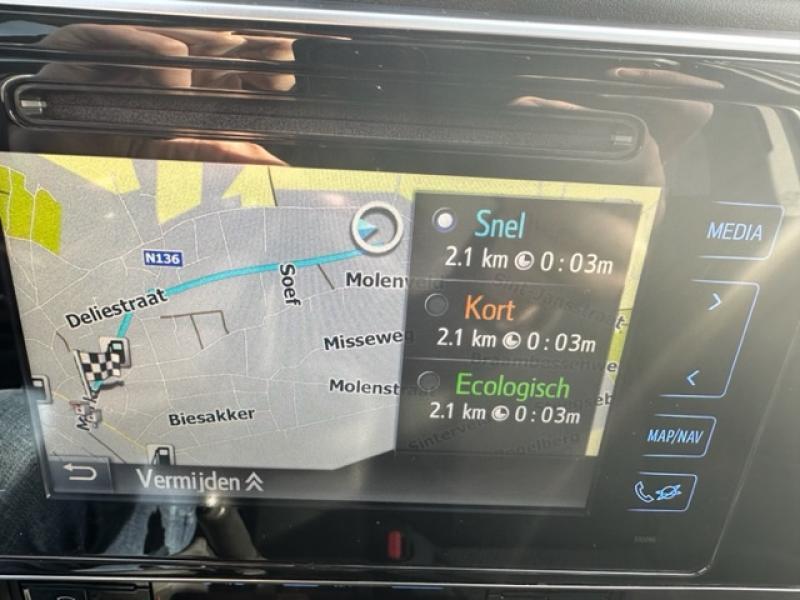 Snel
2.1 km 0:03m
Kort
2.1 km 0:03m
Ecologisch
2.1 km 0:03m
N136
Deliestraat
Soef
Molenveld
Misseweg
Molenstraat
Biesakker
Vermijden
MEDIA
>
<
MAP/NAV